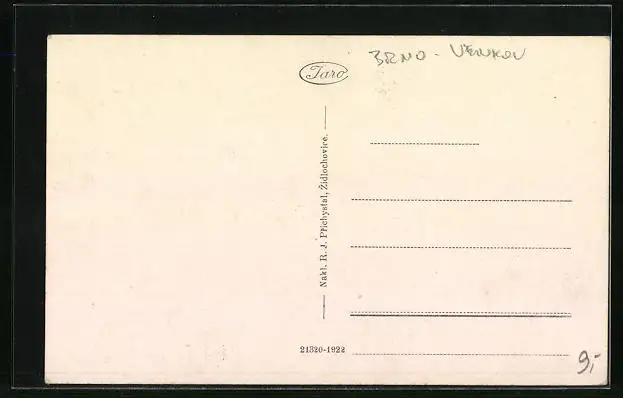 Taro
BRNO - VENKOV
Nakl. R. J. Přichystal, Židlochovice.
21320-1922
9,-